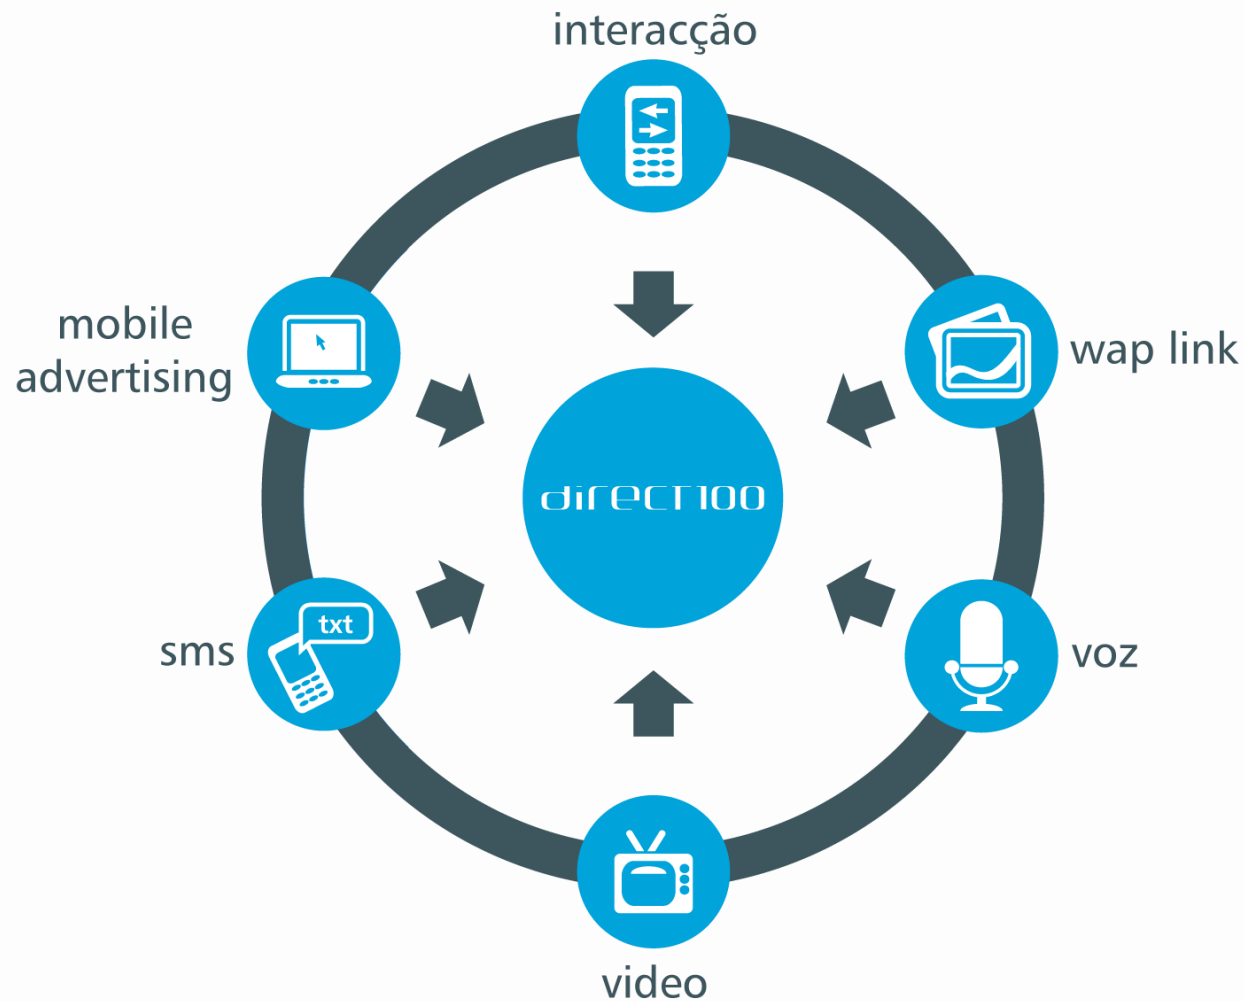 interacção
mobile
advertising
wap link
direct100
sms
txt
voz
video